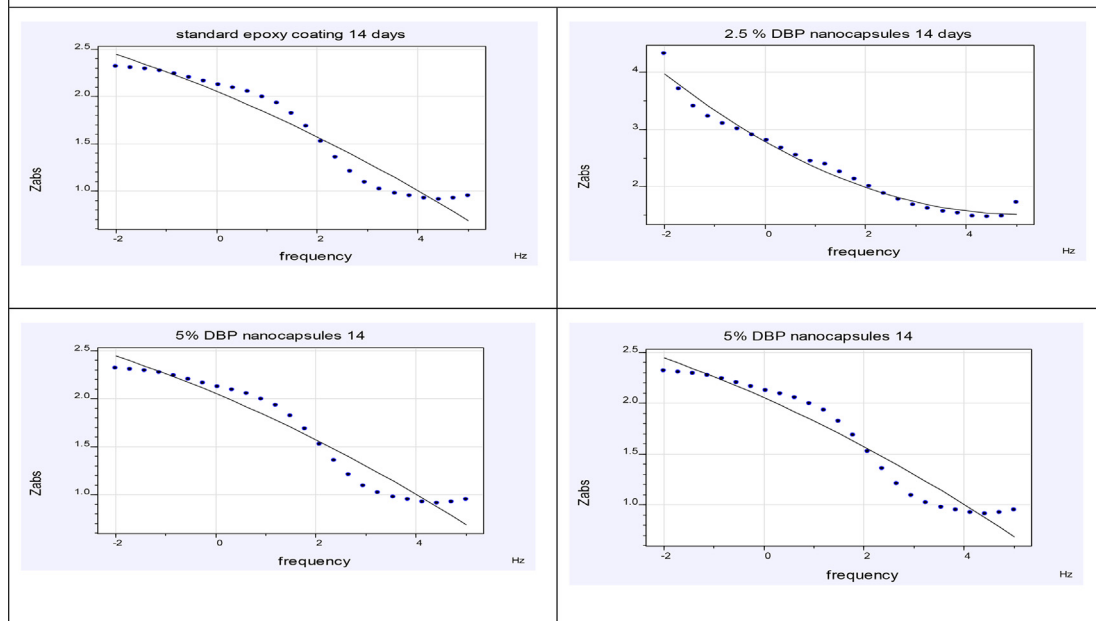 standard epoxy coating 14 days
2.5
2.0
1.5
1.0
Zabs
-2
0
2
4
frequency
Hz
2.5 % DBP nanocapsules 14 days
4
3
2
Zabs
-2
0
2
4
frequency
Hz
5% DBP nanocapsules 14
2.5
2.0
1.5
1.0
Zabs
-2
0
2
4
frequency
Hz
5% DBP nanocapsules 14
2.5
2.0
1.5
1.0
Zabs
-2
0
2
4
frequency
Hz